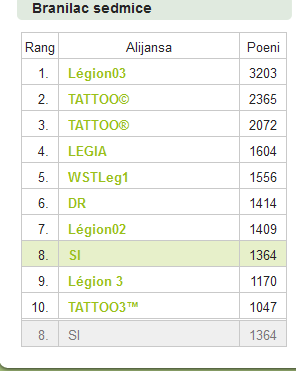 Branilac sedmice
Rang Alijansa Poeni
1. Légion03 3203
2. TATTOO© 2365
3. TATTOO® 2072
4. LEGIA 1604
5. WSTLeg1 1556
6. DR 1414
7. Légion02 1409
8. SI 1364
9. Légion 3 1170
10. TATTOO3™ 1047
8. SI 1364